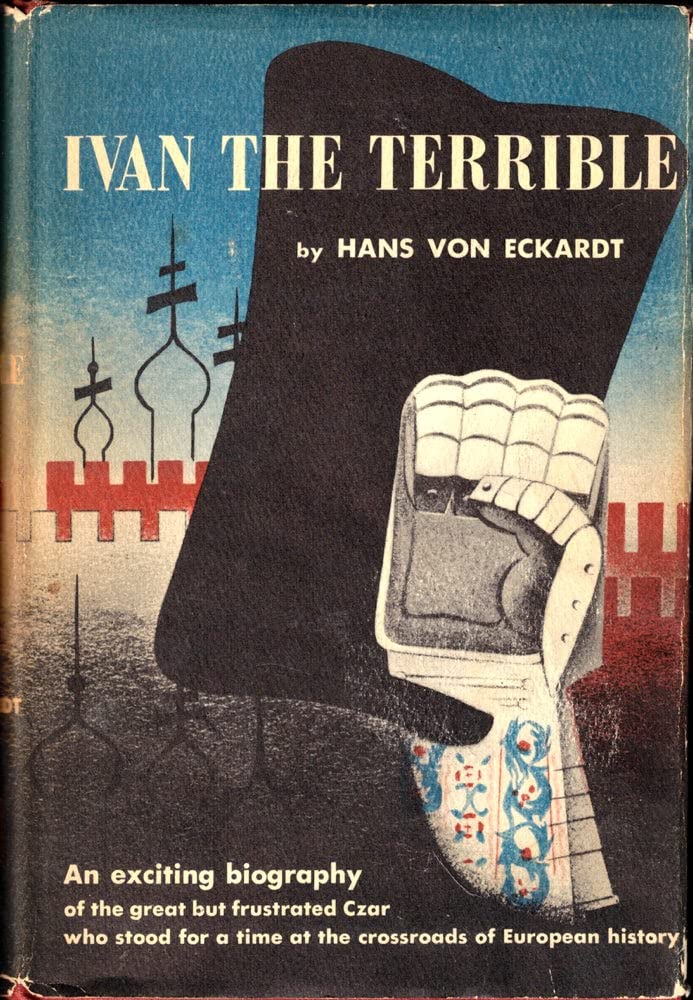 IVAN THE TERRIBLE
by HANS VON ECKARDT
An exciting biography
of the great but frustrated Czar
who stood for a time at the crossroads of European history